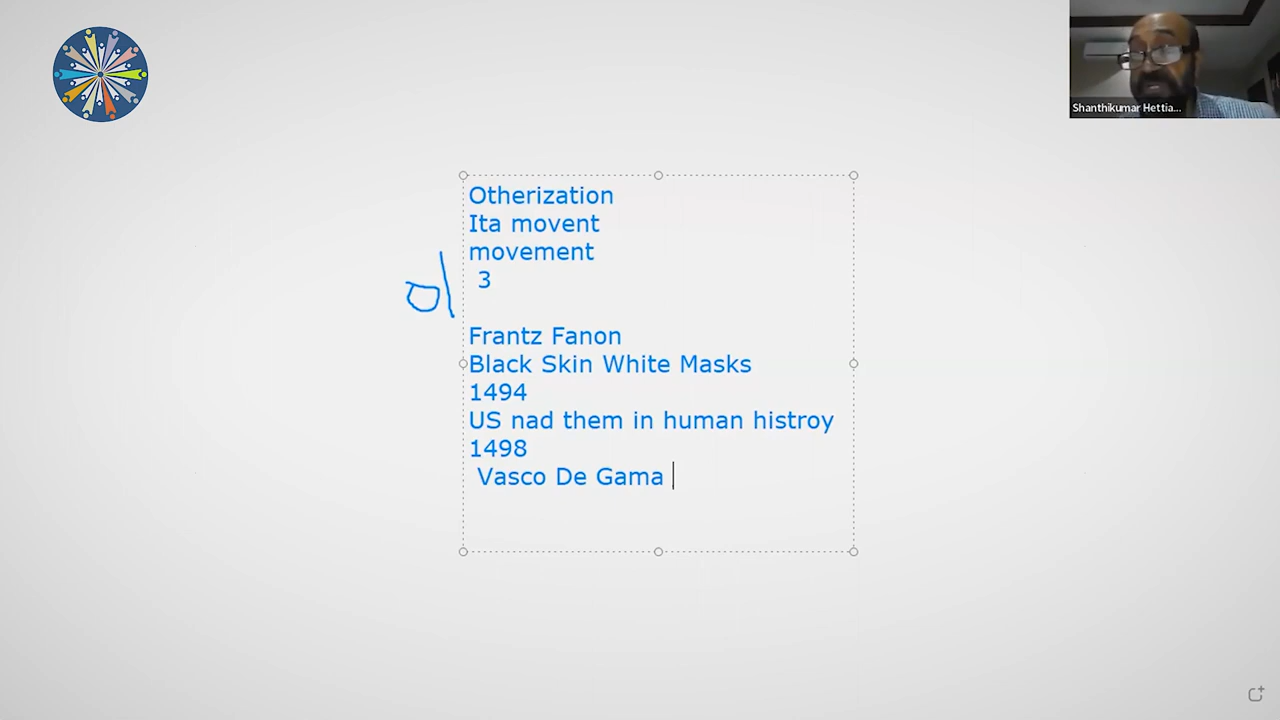 Shanthikumar Hettia...
Otherization
Ita movent
movement
3
Frantz Fanon
Black Skin White Masks
1494
US nad them in human histroy
1498
Vasco De Gama